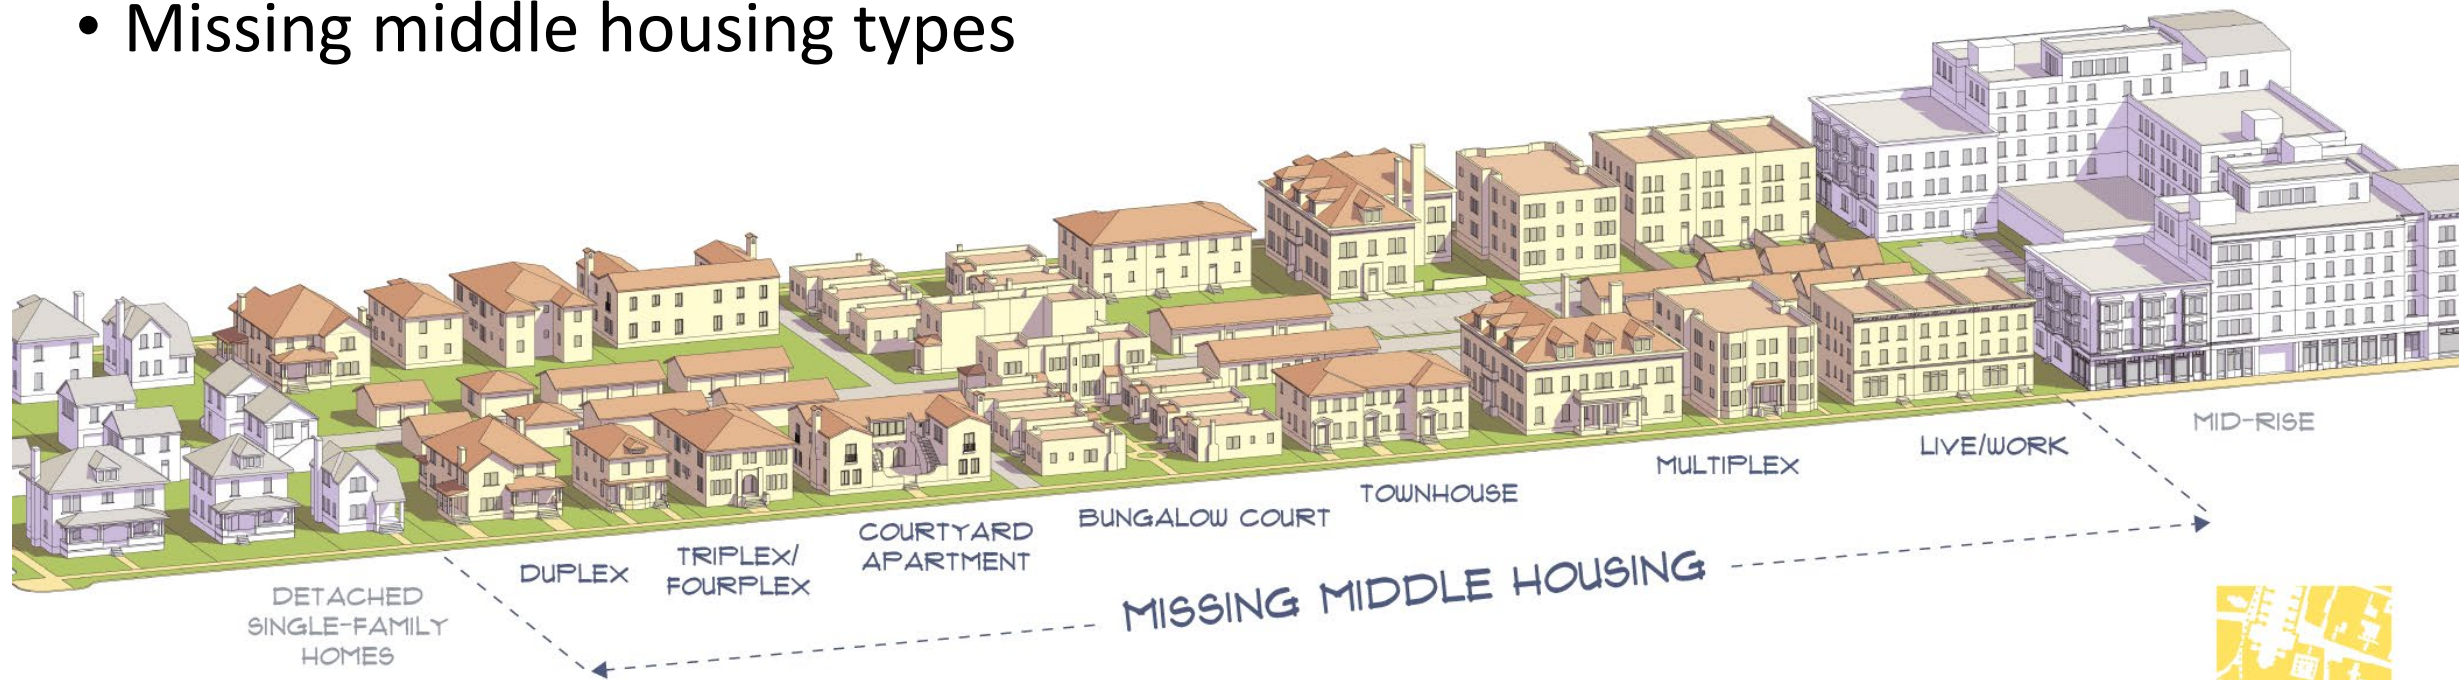 • Missing middle housing types
DETACHED
SINGLE-FAMILY
HOMES
DUPLEX
TRIPLEX/
FOURPLEX
COURTYARD
APARTMENT
BUNGALOW COURT
TOWNHOUSE
MULTIPLEX
LIVE/WORK
MID-RISE
MISSING MIDDLE HOUSING